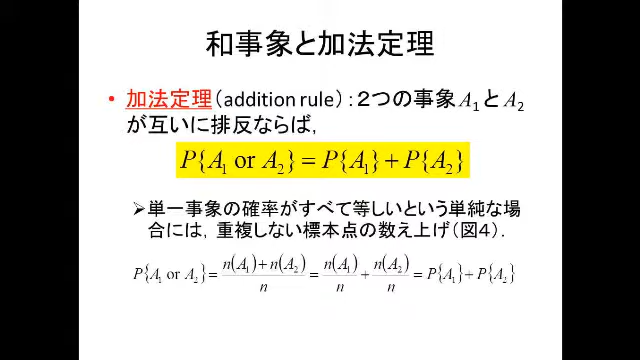 和事象と加法定理
• 加法定理(addition rule):２つの事象A₁とA₂
が互いに排反ならば,
P{A₁ or A₂} = P{A₁} + P{A₂}
➢単一事象の確率がすべて等しいという単純な場
合には,重複しない標本点の数え上げ(図４).
P{A₁ or A₂} = (n(A₁) + n(A₂))/n = n(A₁)/n + n(A₂)/n = P{A₁} + P{A₂}